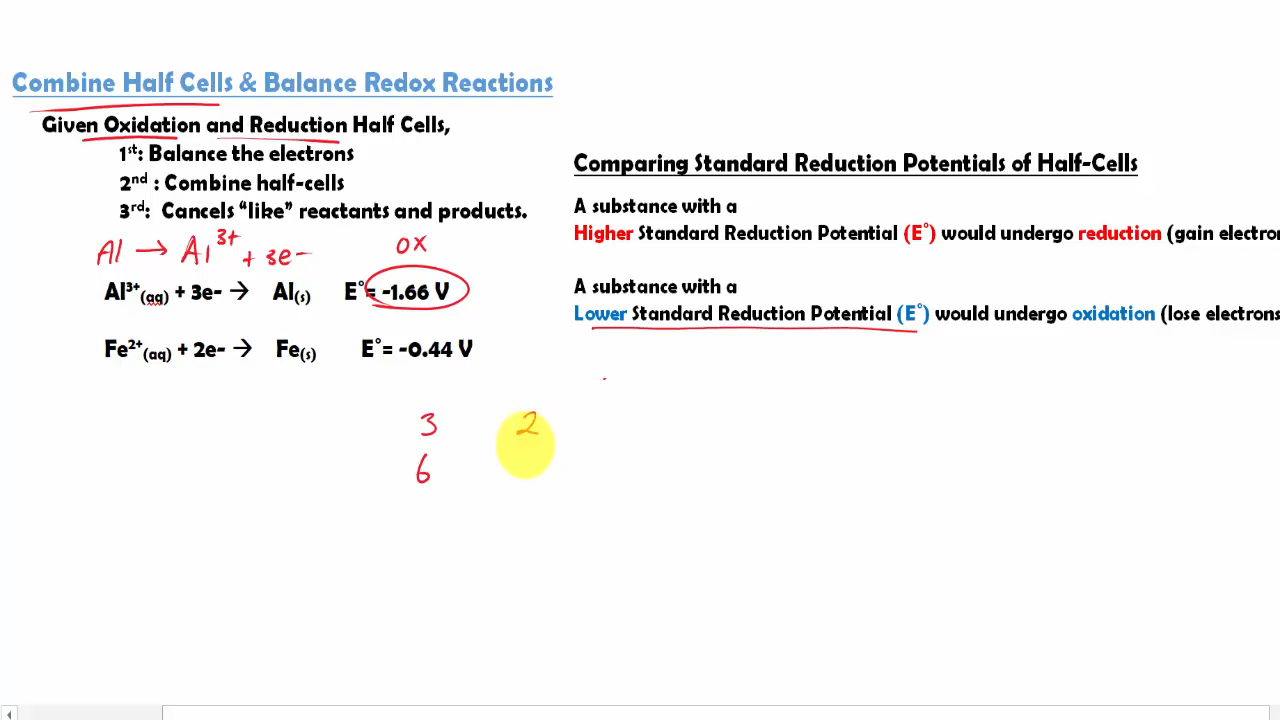 Combine Half Cells & Balance Redox Reactions
Given Oxidation and Reduction Half Cells,
1st: Balance the electrons
2nd : Combine half-cells
3rd: Cancels “like” reactants and products.
Al → Al3+ + 3e- OX
Al³⁺(aq) + 3e- → Al(s) E°= -1.66 V
Fe²⁺(aq) + 2e- → Fe(s) E°= -0.44 V
3 2
6
Comparing Standard Reduction Potentials of Half-Cells
A substance with a
Higher Standard Reduction Potential (E°) would undergo reduction (gain electron
A substance with a
Lower Standard Reduction Potential (E°) would undergo oxidation (lose electrons